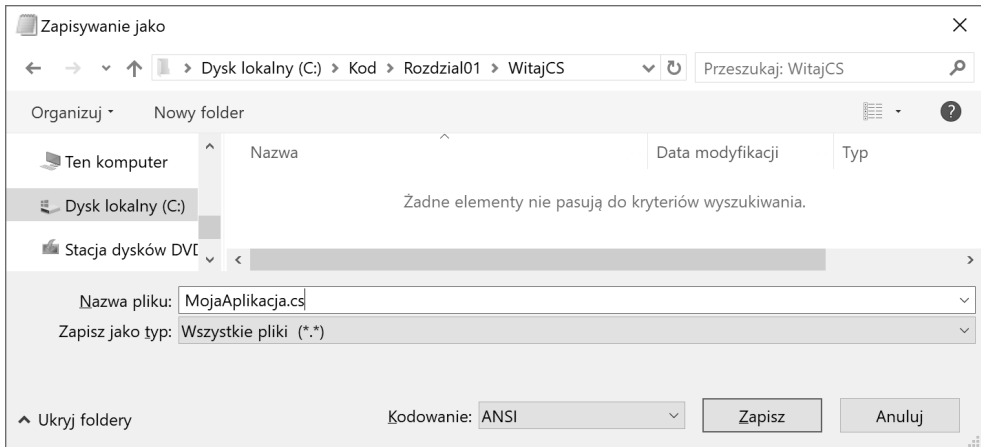 Zapisywanie jako
Dysk lokalny (C:) > Kod > Rozdzial01 > WitajCS
Przeszukaj: WitajCS
Organizuj Nowy folder
Nazwa Data modyfikacji Typ
Ten komputer
Żadne elementy nie pasują do kryteriów wyszukiwania.
Dysk lokalny (C:)
Stacja dysków DVD
Nazwa pliku: MojaAplikacja.cs
Zapisz jako typ: Wszystkie pliki (*.*)
Ukryj foldery
Kodowanie: ANSI
Zapisz
Anuluj